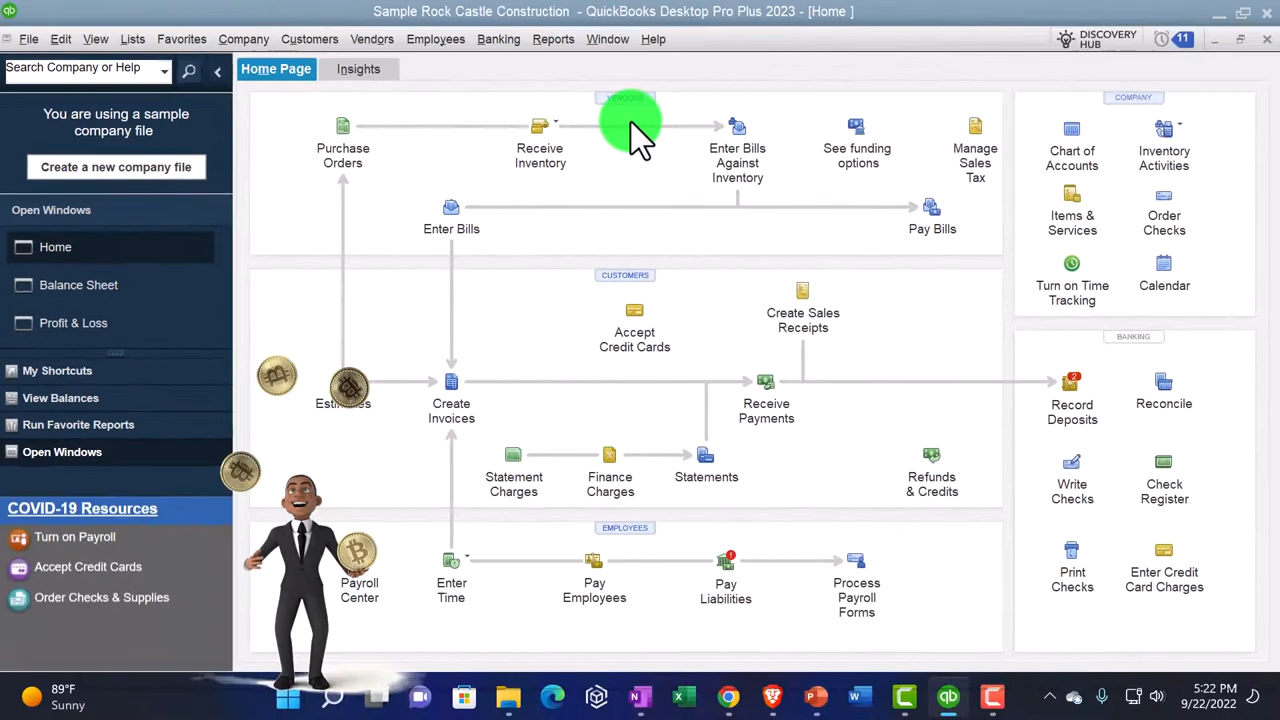 Sample Rock Castle Construction - QuickBooks Desktop Pro Plus 2023 - [Home ]
File Edit View Lists Favorites Company Customers Vendors Employees Banking Reports Window Help
DISCOVERY
HUB
11
Search Company or Help
You are using a sample
company file
Create a new company file
Open Windows
Home
Balance Sheet
Profit & Loss
My Shortcuts
View Balances
Run Favorite Reports
Open Windows
COVID-19 Resources
Turn on Payroll
Accept Credit Cards
Order Checks & Supplies
Home Page
Insights
VENDORS
Purchase
Orders
Receive
Inventory
Enter Bills
Against
Inventory
See funding
options
Manage
Sales
Tax
Enter Bills
Pay Bills
CUSTOMERS
Accept
Credit Cards
Create Sales
Receipts
Estimates
Create
Invoices
Receive
Payments
Statement
Charges
Finance
Charges
Statements
Refunds
& Credits
EMPLOYEES
Payroll
Center
Enter
Time
Pay
Employees
Pay
Liabilities
Process
Payroll
Forms
COMPANY
Chart of
Accounts
Inventory
Activities
Items &
Services
Order
Checks
Turn on Time
Tracking
Calendar
BANKING
2
Record
Deposits
Reconcile
Write
Checks
Check
Register
Print
Checks
Enter Credit
Card Charges
89°F
Sunny
5:22 PM
9/22/2022